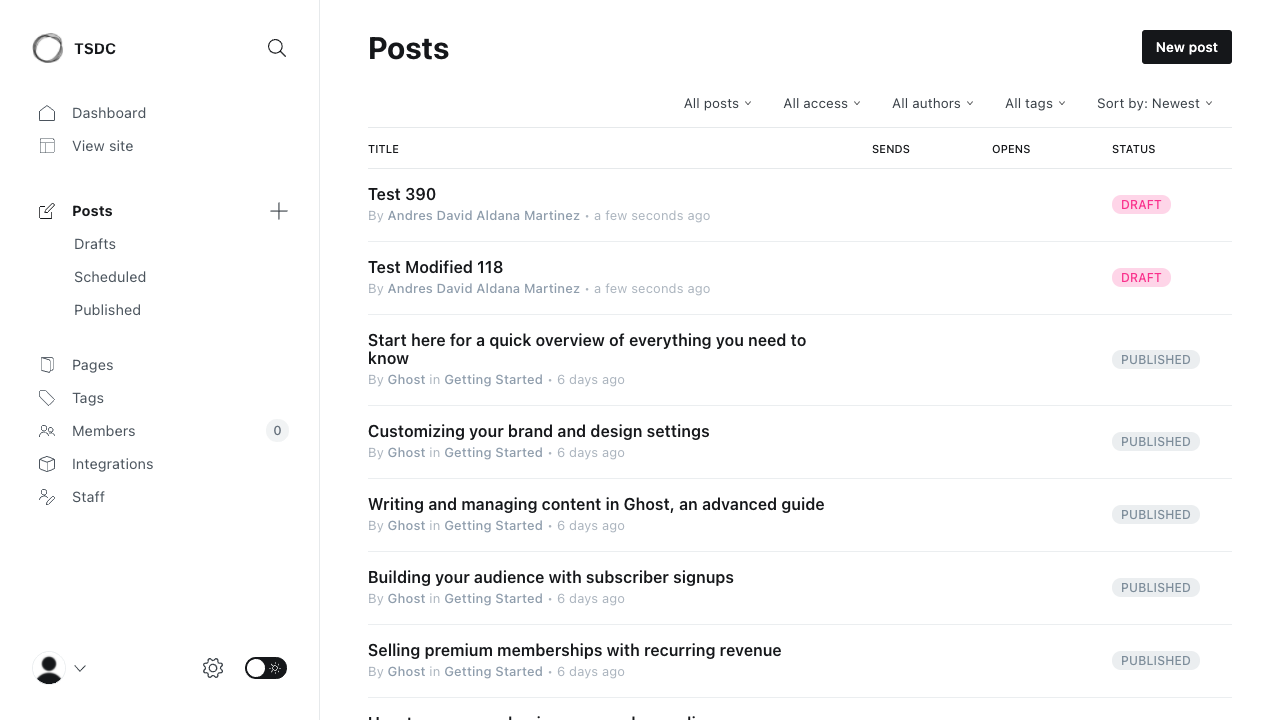 TSDC
Dashboard
View site
Posts
Drafts
Scheduled
Published
Pages
Tags
Members 0
Integrations
Staff
Posts
New post
All posts All access All authors All tags Sort by: Newest
TITLE SENDS OPENS STATUS
Test 390
By Andres David Aldana Martinez • a few seconds ago
DRAFT
Test Modified 118
By Andres David Aldana Martinez • a few seconds ago
DRAFT
Start here for a quick overview of everything you need to
know
By Ghost in Getting Started • 6 days ago
PUBLISHED
Customizing your brand and design settings
By Ghost in Getting Started • 6 days ago
PUBLISHED
Writing and managing content in Ghost, an advanced guide
By Ghost in Getting Started • 6 days ago
PUBLISHED
Building your audience with subscriber signups
By Ghost in Getting Started • 6 days ago
PUBLISHED
Selling premium memberships with recurring revenue
By Ghost in Getting Started • 6 days ago
PUBLISHED